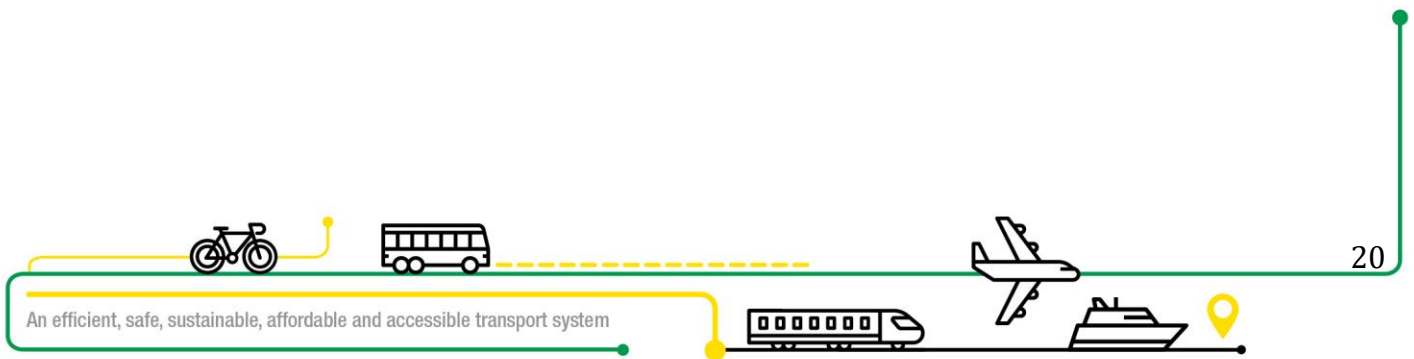 20
An efficient, safe, sustainable, affordable and accessible transport system